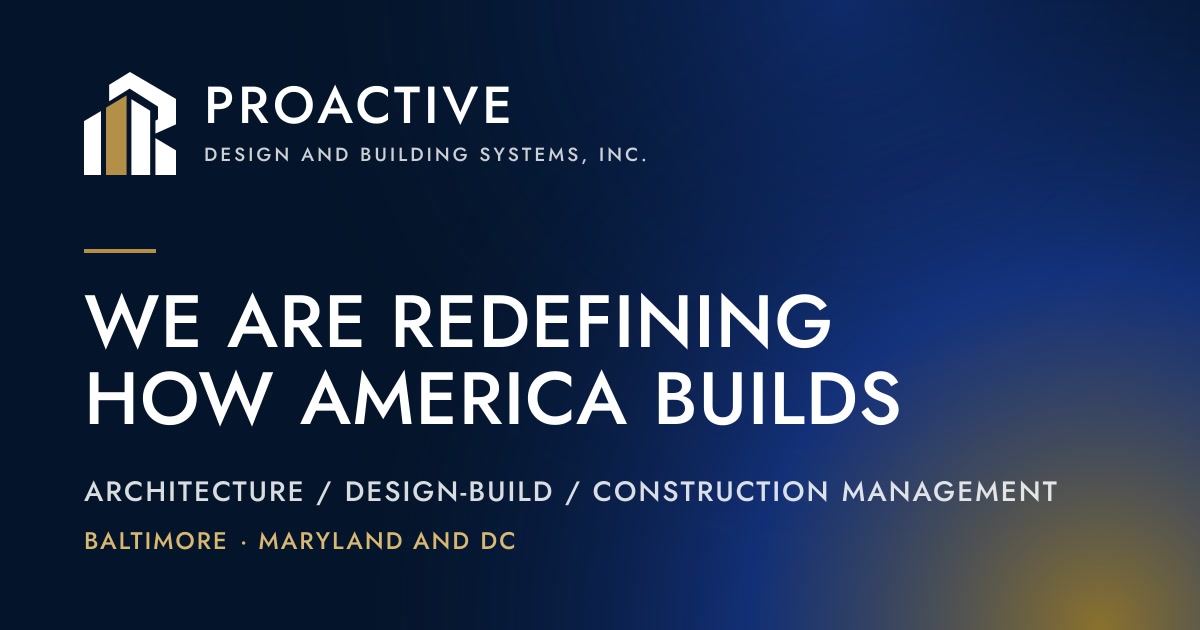 PROACTIVE
DESIGN AND BUILDING SYSTEMS, INC.
WE ARE REDEFINING
HOW AMERICA BUILDS
ARCHITECTURE / DESIGN-BUILD / CONSTRUCTION MANAGEMENT
BALTIMORE · MARYLAND AND DC